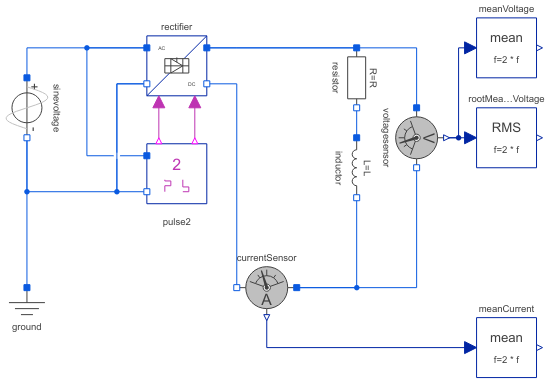 meanVoltage
mean
f=2 * f
rectifier
AC
DC
sinevoltage
+
-
resistor
R=R
voltagesensor
V
rootMea...Voltage
RMS
f=2 * f
2
pulse2
inductor
L=L
currentSensor
A
ground
meanCurrent
mean
f=2 * f